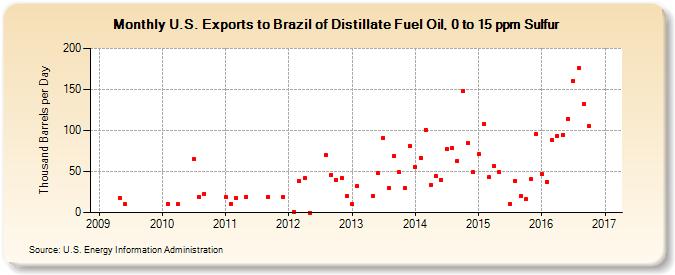 Monthly U.S. Exports to Brazil of Distillate Fuel Oil, 0 to 15 ppm Sulfur
Thousand Barrels per Day
200
150
100
50
0
2009 2010 2011 2012 2013 2014 2015 2016 2017
Source: U.S. Energy Information Administration